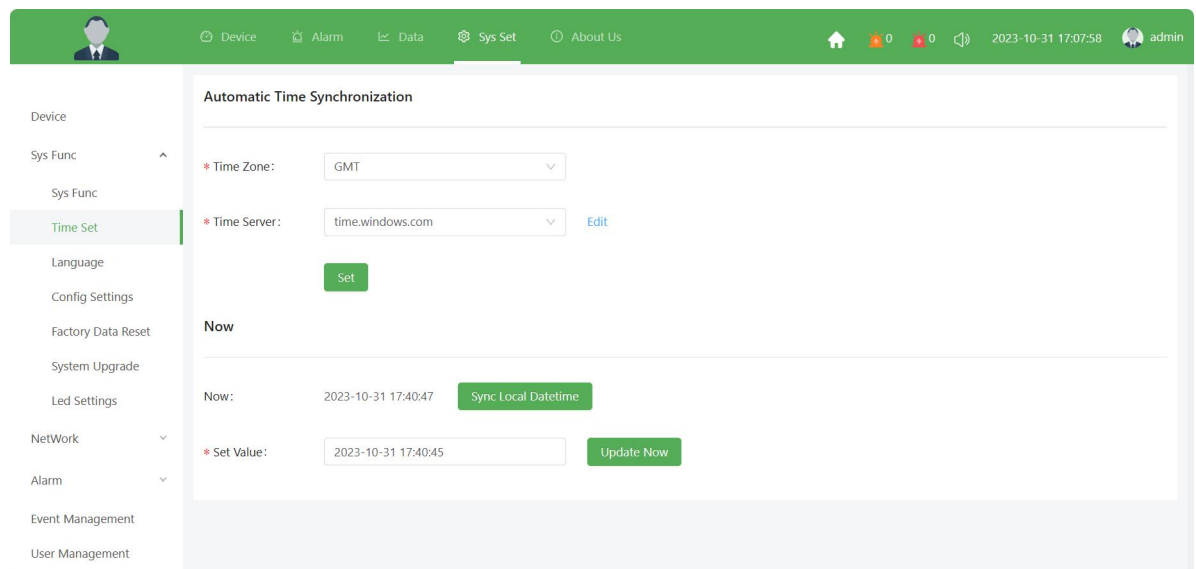 Device Alarm Data Sys Set About Us 0 0 2023-10-31 17:07:58 admin
Device
Sys Func
Sys Func
Time Set
Language
Config Settings
Factory Data Reset
System Upgrade
Led Settings
NetWork
Alarm
Event Management
User Management
Automatic Time Synchronization
* Time Zone: GMT
* Time Server: time.windows.com Edit
Set
Now
Now: 2023-10-31 17:40:47 Sync Local Datetime
* Set Value: 2023-10-31 17:40:45 Update Now